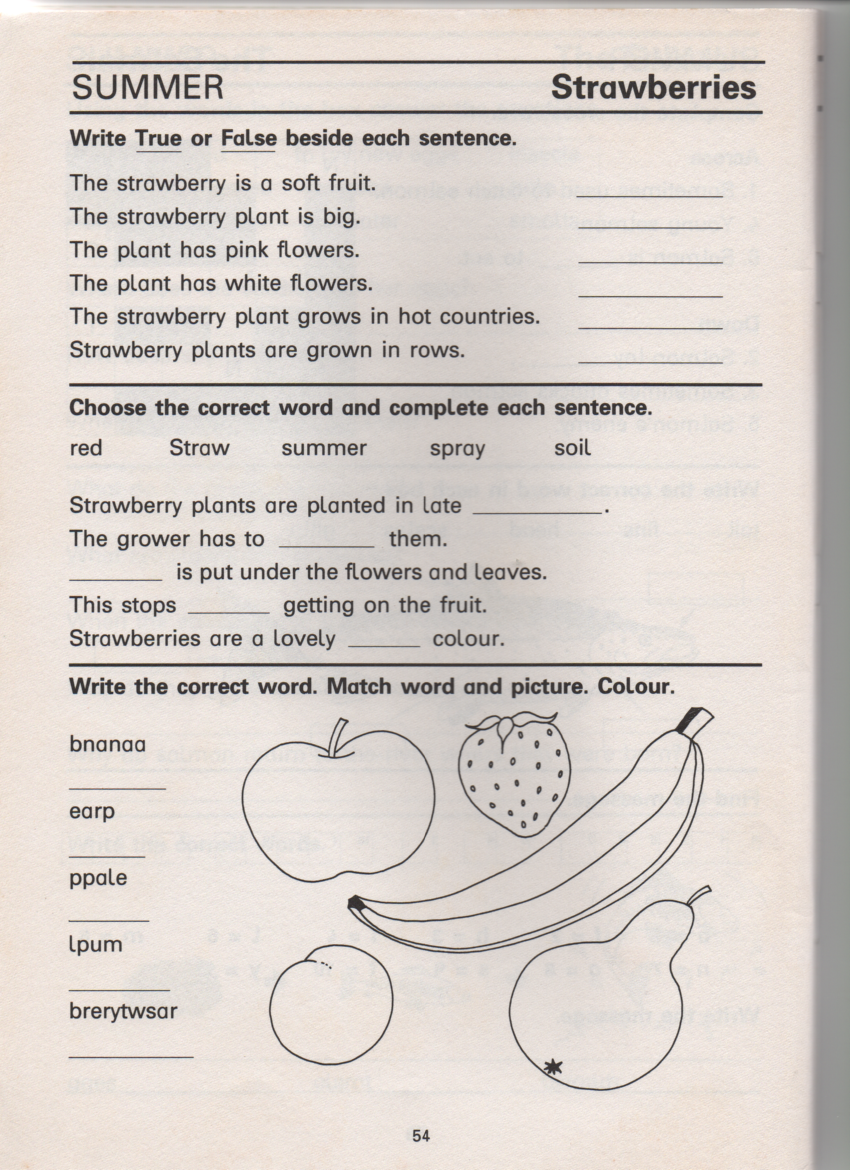 SUMMER Strawberries
Write True or False beside each sentence.
The strawberry is a soft fruit.
The strawberry plant is big.
The plant has pink flowers.
The plant has white flowers.
The strawberry plant grows in hot countries.
Strawberry plants are grown in rows.
Choose the correct word and complete each sentence.
red Straw summer spray soil
Strawberry plants are planted in late __________.
The grower has to ________ them.
________ is put under the flowers and leaves.
This stops _______ getting on the fruit.
Strawberries are a lovely ______ colour.
Write the correct word. Match word and picture. Colour.
bnanaa
earp
ppale
lpum
brerytwsar
54